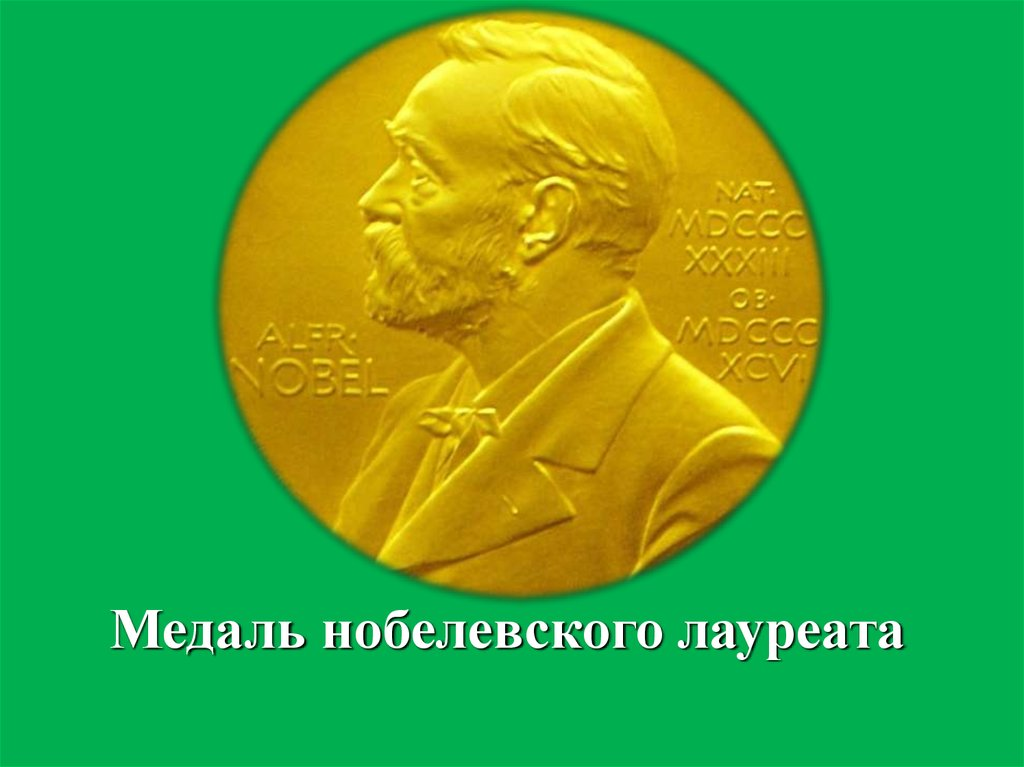 ALFR·
NOBEL
NAT·
MDCCC
XXXIII
OB·
MDCCC
XCVI
Медаль нобелевского лауреата